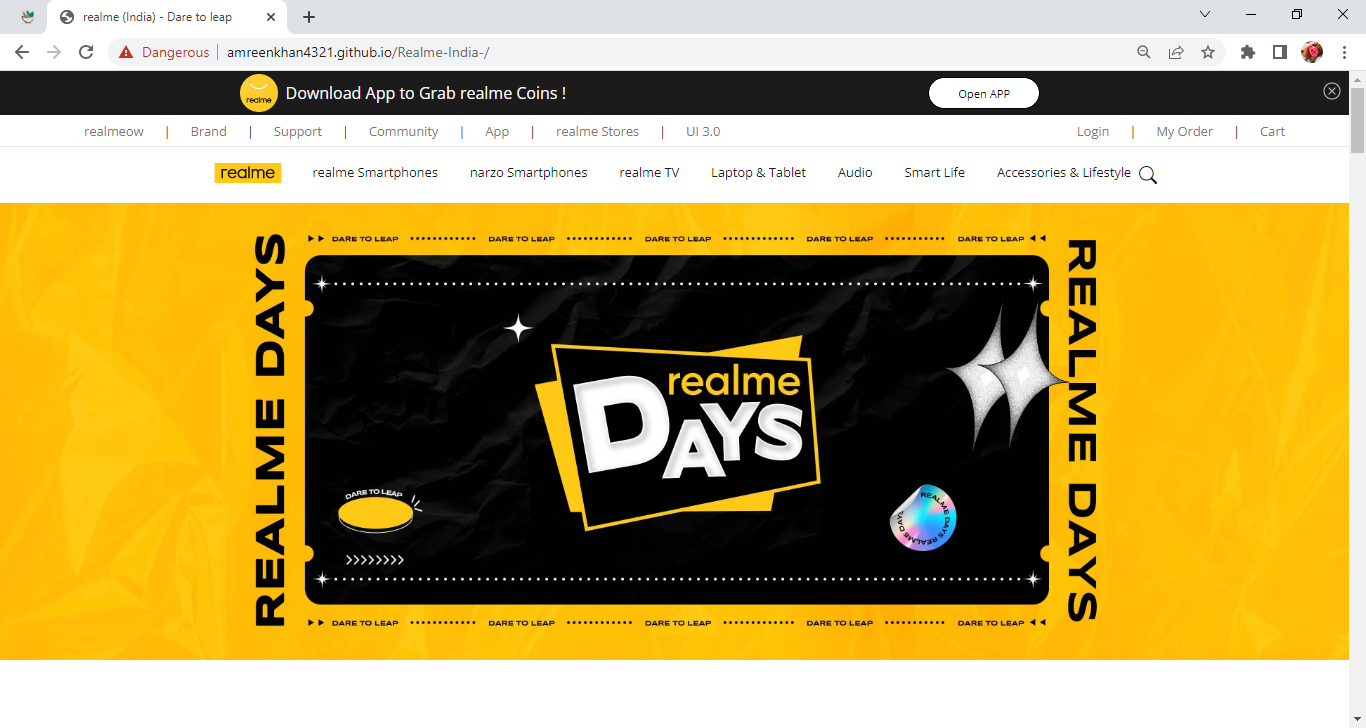 realme (India) - Dare to leap
Dangerous | amreenkhan4321.github.io/Realme-India-/
realme
Download App to Grab realme Coins !
Open APP
realmeow | Brand | Support | Community | App | realme Stores | UI 3.0
Login | My Order | Cart
realme
realme Smartphones
narzo Smartphones
realme TV
Laptop & Tablet
Audio
Smart Life
Accessories & Lifestyle
REALME DAYS
DARE TO LEAP DARE TO LEAP DARE TO LEAP DARE TO LEAP DARE TO LEAP
realme
DAYS
DARE TO LEAP
REALME DAYS REALME DAYS
REALME DAYS
DARE TO LEAP DARE TO LEAP DARE TO LEAP DARE TO LEAP DARE TO LEAP